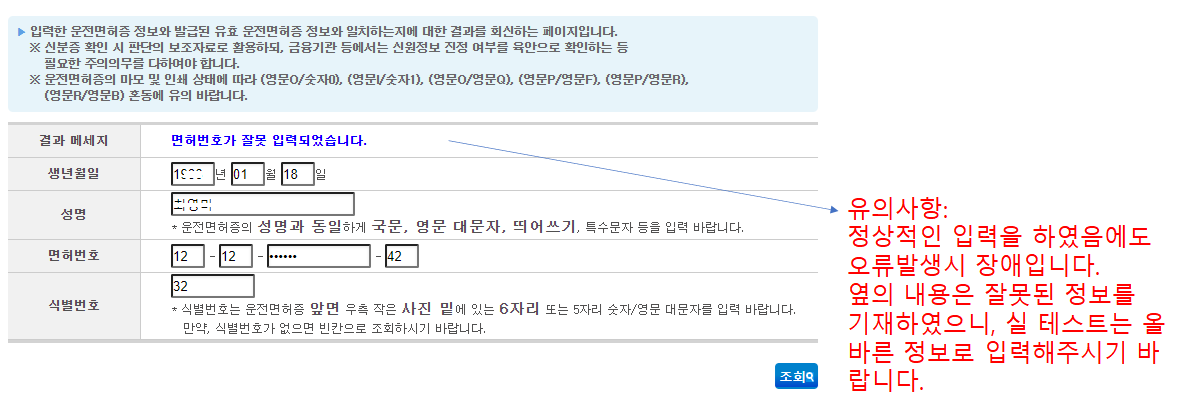 ▶ 입력한 운전면허증 정보와 발급된 유효 운전면허증 정보와 일치하는지에 대한 결과를 회신하는 페이지입니다.
※ 신분증 확인 시 판단의 보조자료로 활용하되, 금융기관 등에서는 신원정보 진정 여부를 육안으로 확인하는 등
필요한 주의의무를 다하여야 합니다.
※ 운전면허증의 마모 및 인쇄 상태에 따라 (영문O/숫자0), (영문I/숫자1), (영문O/영문Q), (영문P/영문F), (영문P/영문R),
(영문R/영문B) 혼동에 유의 바랍니다.
결과 메세지 면허번호가 잘못 입력되었습니다.
생년월일 년 01 월 18 일
성명
* 운전면허증의 성명과 동일하게 국문, 영문 대문자, 띄어쓰기, 특수문자 등을 입력 바랍니다.
면허번호 12 - 12 - •••••• - 42
식별번호 32
* 식별번호는 운전면허증 앞면 우측 작은 사진 밑에 있는 6자리 또는 5자리 숫자/영문 대문자를 입력 바랍니다.
만약, 식별번호가 없으면 빈칸으로 조회하시기 바랍니다.
조회
유의사항:
정상적인 입력을 하였음에도
오류발생시 장애입니다.
옆의 내용은 잘못된 정보를
기재하였으니, 실 테스트는 올
바른 정보로 입력해주시기 바
랍니다.